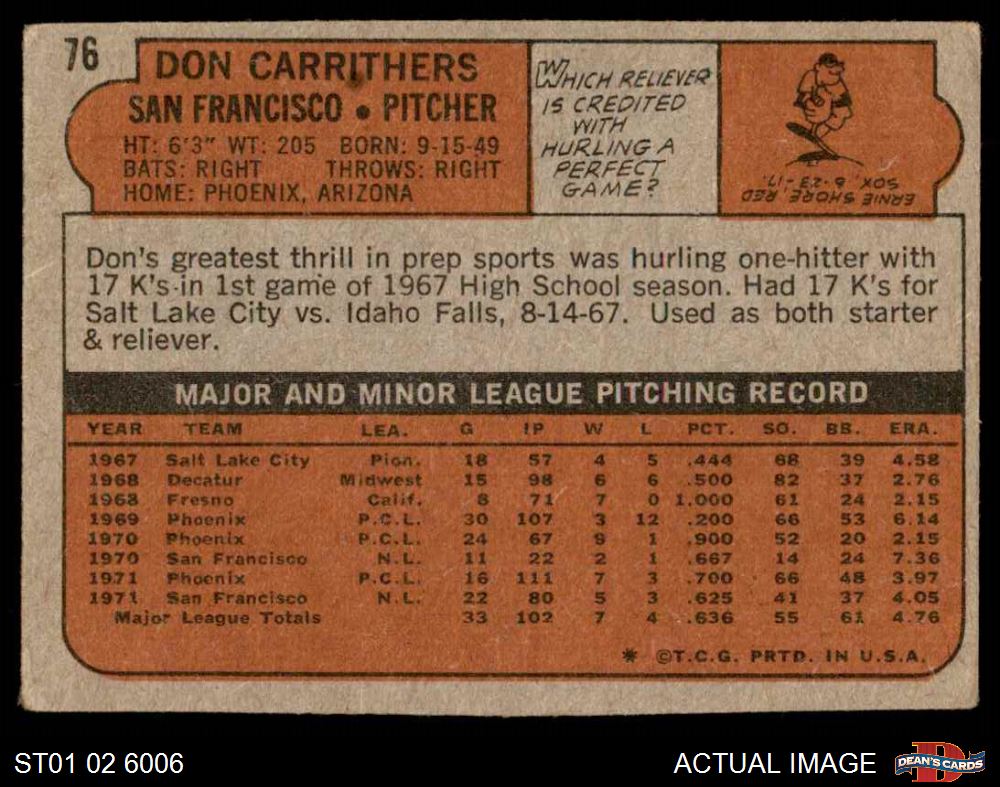 76
DON CARRITHERS
SAN FRANCISCO • PITCHER
HT: 6'3" WT: 205 BORN: 9-15-49
BATS: RIGHT THROWS: RIGHT
HOME: PHOENIX, ARIZONA
WHICH RELIEVER
IS CREDITED
WITH
HURLING A
PERFECT
GAME?
ERNIE SHORE, RED
SOX, 6-23-'17.
Don's greatest thrill in prep sports was hurling one-hitter with
17 K's in 1st game of 1967 High School season. Had 17 K's for
Salt Lake City vs. Idaho Falls, 8-14-67. Used as both starter
& reliever.
MAJOR AND MINOR LEAGUE PITCHING RECORD
YEAR TEAM LEA. G IP W L PCT. SO. BB. ERA.
1967 Salt Lake City Pion. 18 57 4 5 .444 68 39 4.58
1968 Decatur Midwest 15 98 6 6 .500 82 37 2.76
1968 Fresno Calif. 8 71 7 0 1.000 61 24 2.15
1969 Phoenix P.C.L. 30 107 3 12 .200 66 53 6.14
1970 Phoenix P.C.L. 24 67 9 1 .900 52 20 2.15
1970 San Francisco N.L. 11 22 2 1 .667 14 24 7.36
1971 Phoenix P.C.L. 16 111 7 3 .700 66 48 3.97
1971 San Francisco N.L. 22 80 5 3 .625 41 37 4.05
Major League Totals 33 102 7 4 .636 55 61 4.76
* ©T.C.G. PRTD. IN U.S.A.
ST01 02 6006
ACTUAL IMAGE
D
DEAN'S CARDS